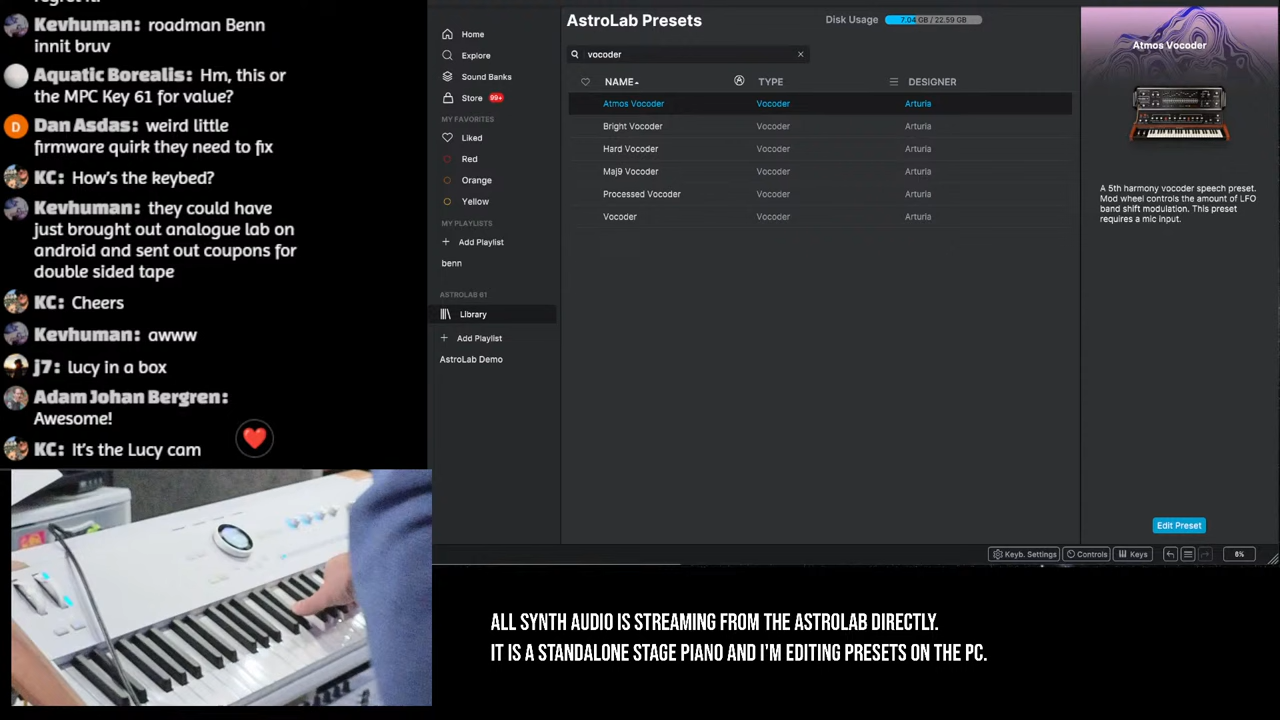 Kevhuman: roadman Benn
innit bruv
Aquatic Borealis: Hm, this or
the MPC Key 61 for value?
D
Dan Asdas: weird little
firmware quirk they need to fix
KC: How's the keybed?
Kevhuman: they could have
just brought out analogue lab on
android and sent out coupons for
double sided tape
KC: Cheers
Kevhuman: awww
j7: lucy in a box
Adam Johan Bergren:
Awesome!
KC: It's the Lucy cam
Home
Explore
Sound Banks
Store 99+
MY FAVORITES
Liked
Red
Orange
Yellow
MY PLAYLISTS
+ Add Playlist
benn
ASTROLAB 61
Library
+ Add Playlist
AstroLab Demo
AstroLab Presets
Disk Usage 7.04 GB / 22.59 GB
vocoder
NAME TYPE DESIGNER
Atmos Vocoder Vocoder Arturia
Bright Vocoder Vocoder Arturia
Hard Vocoder Vocoder Arturia
Maj9 Vocoder Vocoder Arturia
Processed Vocoder Vocoder Arturia
Vocoder Vocoder Arturia
Atmos Vocoder
A 5th harmony vocoder speech preset.
Mod wheel controls the amount of LFO
band shift modulation. This preset
requires a mic input.
Edit Preset
Keyb. Settings Controls Keys 6%
ALL SYNTH AUDIO IS STREAMING FROM THE ASTROLAB DIRECTLY.
IT IS A STANDALONE STAGE PIANO AND I'M EDITING PRESETS ON THE PC.